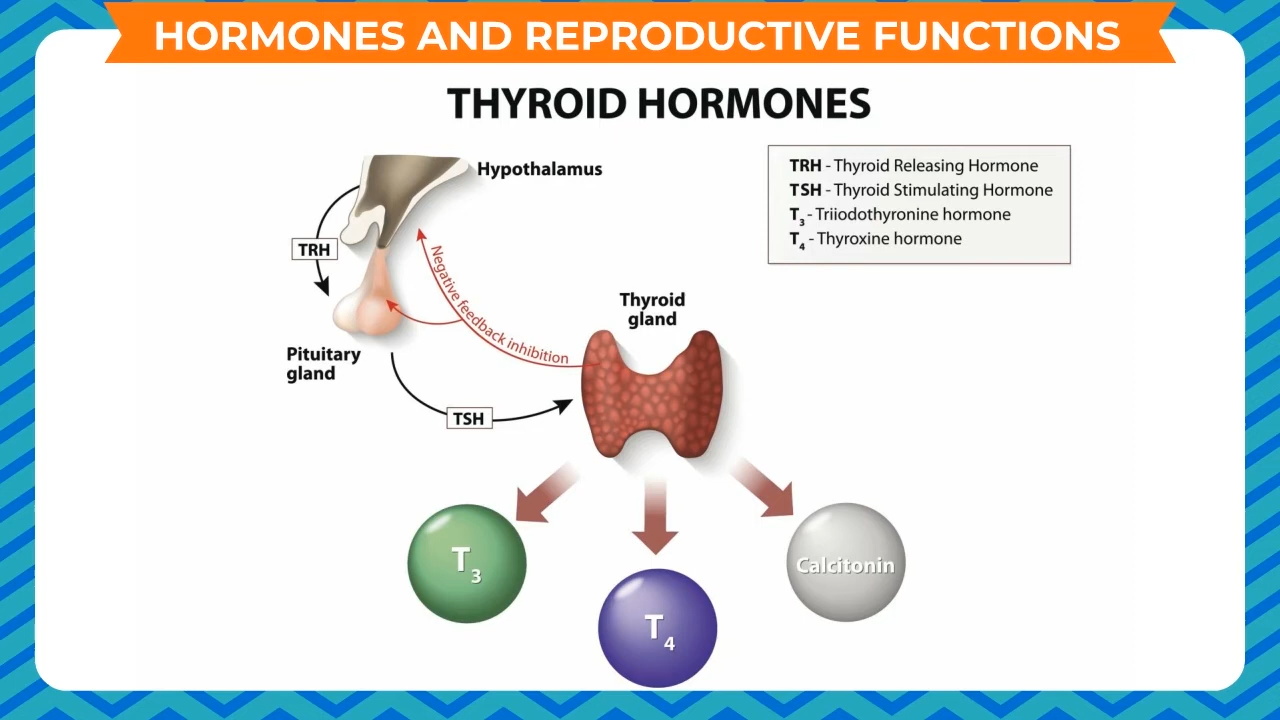 HORMONES AND REPRODUCTIVE FUNCTIONS
THYROID HORMONES
Hypothalamus
TRH - Thyroid Releasing Hormone
TSH - Thyroid Stimulating Hormone
T3 - Triiodothyronine hormone
T4 - Thyroxine hormone
TRH
Negative feedback inhibition
Thyroid
gland
Pituitary
gland
TSH
T3
T4
Calcitonin